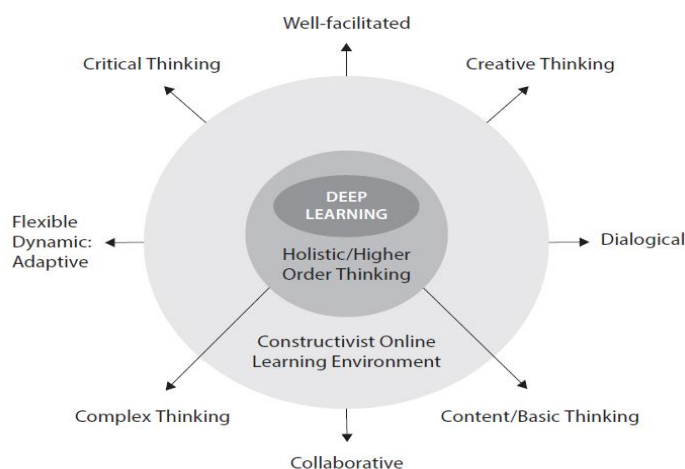 Well-facilitated
Critical Thinking
Creative Thinking
DEEP
LEARNING
Flexible
Dynamic:
Adaptive
Dialogical
Holistic/Higher
Order Thinking
Constructivist Online
Learning Environment
Complex Thinking
Content/Basic Thinking
Collaborative